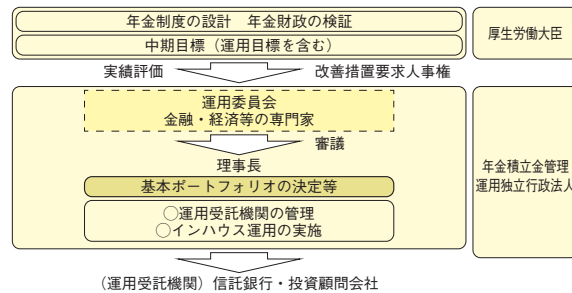 年金制度の設計　年金財政の検証
中期目標（運用目標を含む）
厚生労働大臣
実績評価
改善措置要求人事権
運用委員会
金融・経済等の専門家
審議
理事長
基本ポートフォリオの決定等
○運用受託機関の管理
○インハウス運用の実施
年金積立金管理
運用独立行政法人
（運用受託機関）信託銀行・投資顧問会社